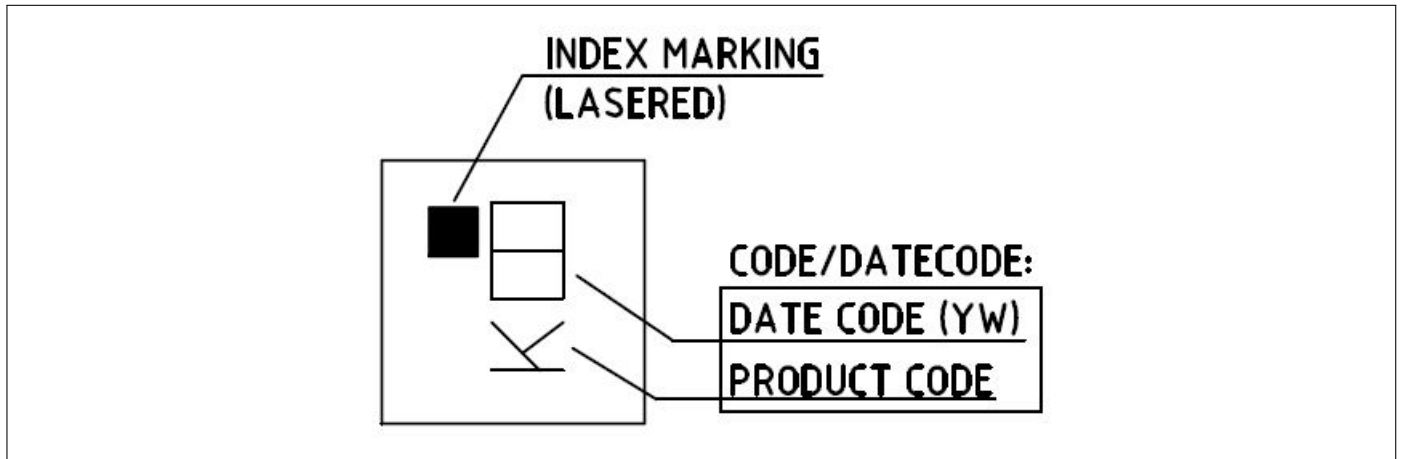 INDEX MARKING
(LASERED)
CODE/DATECODE:
DATE CODE (YW)
K
PRODUCT CODE